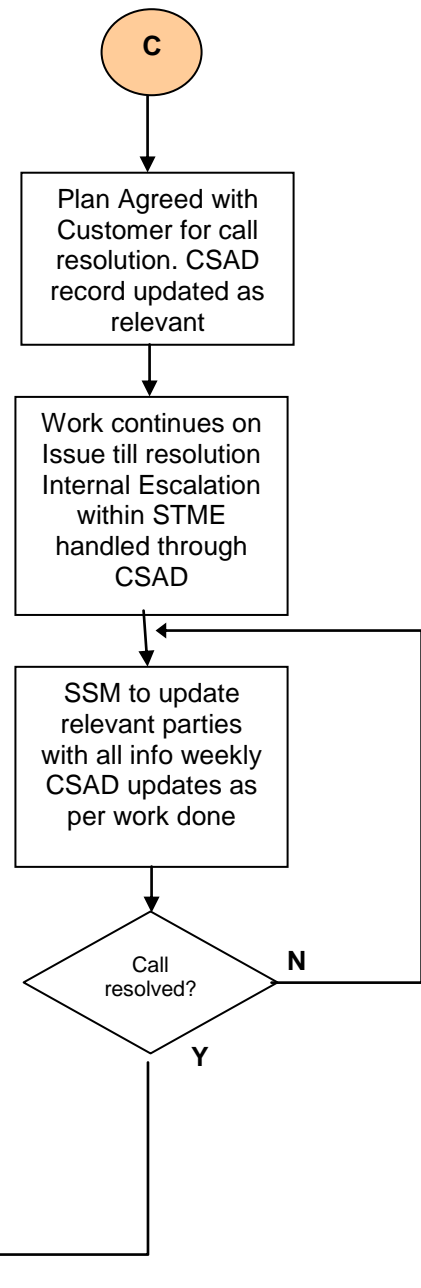 C
Plan Agreed with
Customer for call
resolution. CSAD
record updated as
relevant
Work continues on
Issue till resolution
Internal Escalation
within STME
handled through
CSAD
SSM to update
relevant parties
with all info weekly
CSAD updates as
per work done
Call
resolved?
N
Y